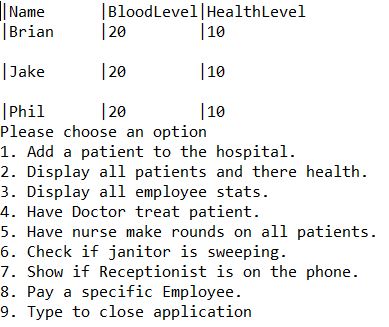 |Name |BloodLevel|HealthLevel
|Brian |20 |10
|Jake |20 |10
|Phil |20 |10
Please choose an option
1. Add a patient to the hospital.
2. Display all patients and there health.
3. Display all employee stats.
4. Have Doctor treat patient.
5. Have nurse make rounds on all patients.
6. Check if janitor is sweeping.
7. Show if Receptionist is on the phone.
8. Pay a specific Employee.
9. Type to close application